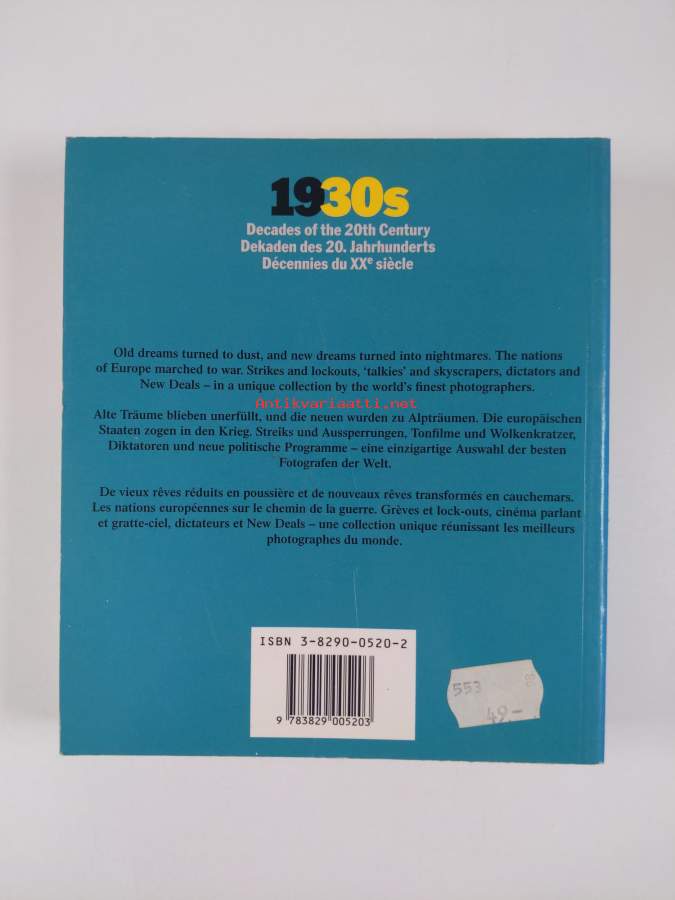 1930s
Decades of the 20th Century
Dekaden des 20. Jahrhunderts
Décennies du XXe siècle
Old dreams turned to dust, and new dreams turned into nightmares. The nations
of Europe marched to war. Strikes and lockouts, ‘talkies’ and skyscrapers, dictators and
New Deals – in a unique collection by the world’s finest photographers.
Antikvariaatti.net
Alte Träume blieben unerfüllt, und die neuen wurden zu Alpträumen. Die europäischen
Staaten zogen in den Krieg. Streiks und Aussperrungen, Tonfilme und Wolkenkratzer,
Diktatoren und neue politische Programme – eine einzigartige Auswahl der besten
Fotografen der Welt.
De vieux rêves réduits en poussière et de nouveaux rêves transformés en cauchemars.
Les nations européennes sur le chemin de la guerre. Grèves et lock-outs, cinéma parlant
et gratte-ciel, dictateurs et New Deals – une collection unique réunissant les meilleurs
photographes du monde.
ISBN 3-8290-0520-2
9 783829 005203
553
49-